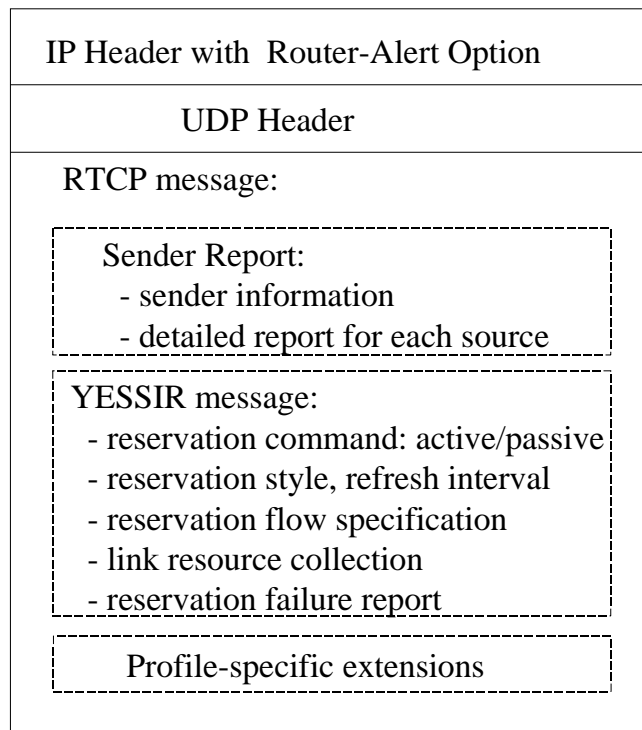 IP Header with Router-Alert Option
UDP Header
RTCP message:
Sender Report:
- sender information
- detailed report for each source
YESSIR message:
- reservation command: active/passive
- reservation style, refresh interval
- reservation flow specification
- link resource collection
- reservation failure report
Profile-specific extensions